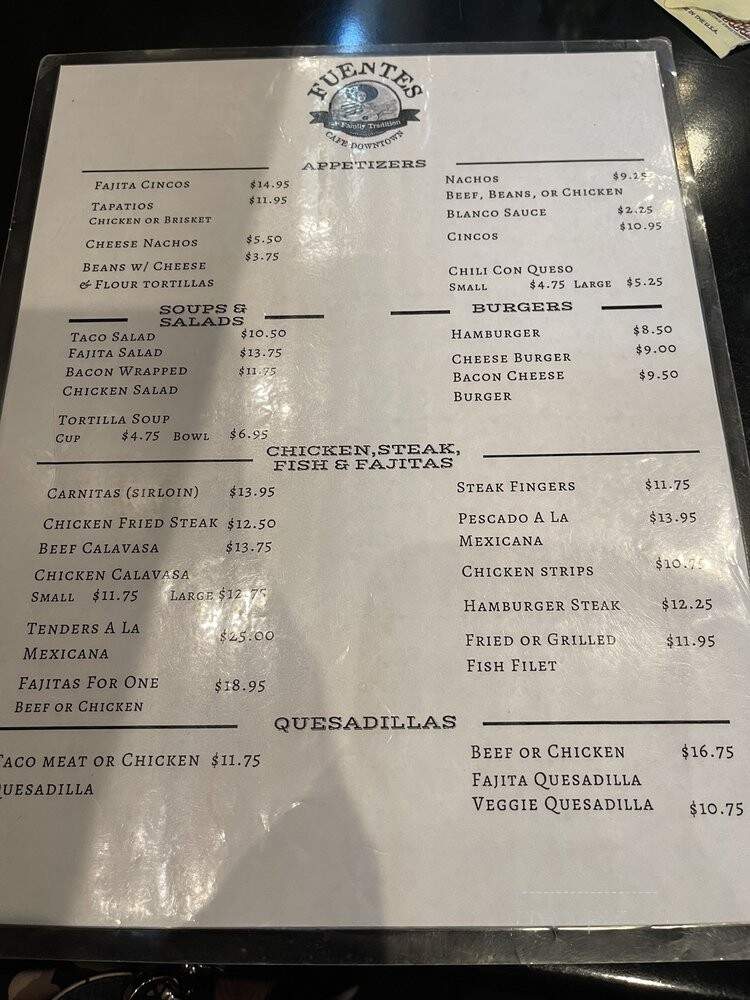 IN THE U.S.A.
FUENTES
A Family Tradition
CAFE DOWNTOWN
APPETIZERS
FAJITA CINCOS $14.95
TAPATIOS $11.95
CHICKEN OR BRISKET
CHEESE NACHOS $5.50
BEANS W/ CHEESE $3.75
& FLOUR TORTILLAS
NACHOS $9.25
BEEF, BEANS, OR CHICKEN
BLANCO SAUCE $2.25
CINCOS $10.95
CHILI CON QUESO
SMALL $4.75 LARGE $5.25
SOUPS &
SALADS
TACO SALAD $10.50
FAJITA SALAD $13.75
BACON WRAPPED $11.75
CHICKEN SALAD
TORTILLA SOUP
CUP $4.75 BOWL $6.95
BURGERS
HAMBURGER $8.50
CHEESE BURGER $9.00
BACON CHEESE $9.50
BURGER
CHICKEN,STEAK,
FISH & FAJITAS
CARNITAS (SIRLOIN) $13.95
CHICKEN FRIED STEAK $12.50
BEEF CALAVASA $13.75
CHICKEN CALAVASA
SMALL $11.75 LARGE $12.75
TENDERS A LA $25.00
MEXICANA
FAJITAS FOR ONE $18.95
BEEF OR CHICKEN
STEAK FINGERS $11.75
PESCADO A LA $13.95
MEXICANA
CHICKEN STRIPS $10.75
HAMBURGER STEAK $12.25
FRIED OR GRILLED $11.95
FISH FILET
QUESADILLAS
TACO MEAT OR CHICKEN $11.75
QUESADILLA
BEEF OR CHICKEN $16.75
FAJITA QUESADILLA
VEGGIE QUESADILLA $10.75